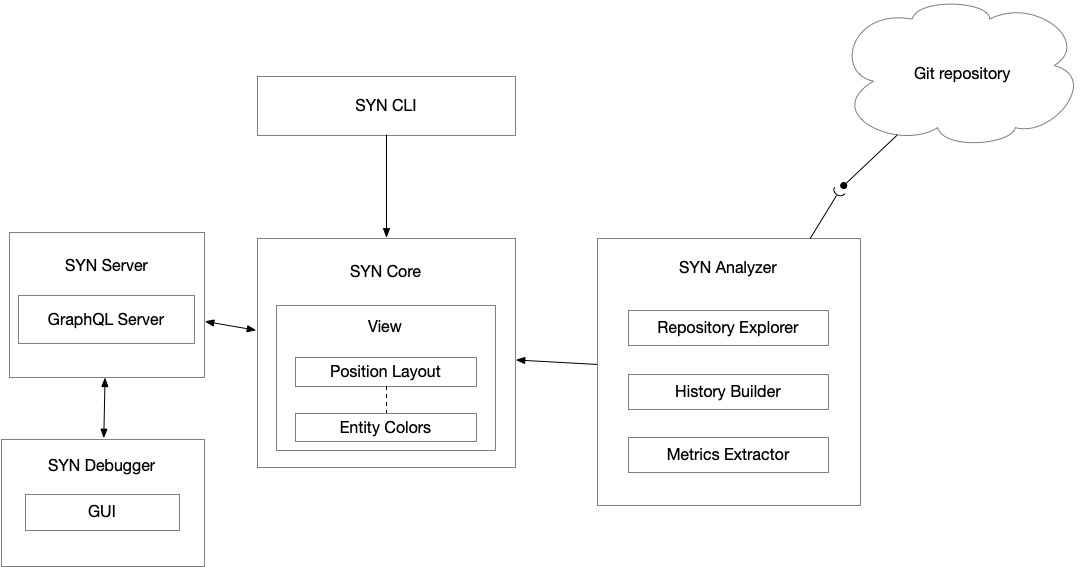 Git repository
SYN CLI
SYN Server
GraphQL Server
SYN Core
View
Position Layout
Entity Colors
SYN Analyzer
Repository Explorer
History Builder
Metrics Extractor
SYN Debugger
GUI